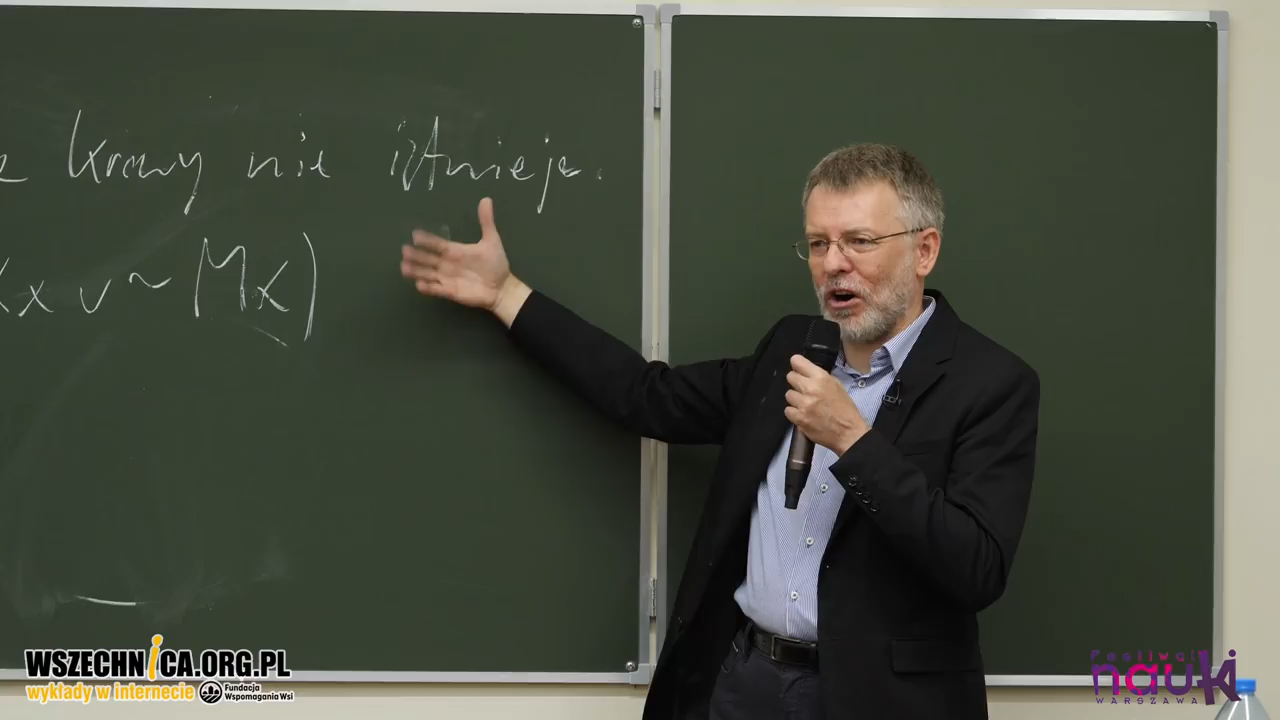 krowy nie istnieje.
x v ~ Mx)
WSZECHNICA.ORG.PL
wykłady w internecie
Fundacja
Wspomagania Wsi
Festiwal
nauki
WARSZAWA